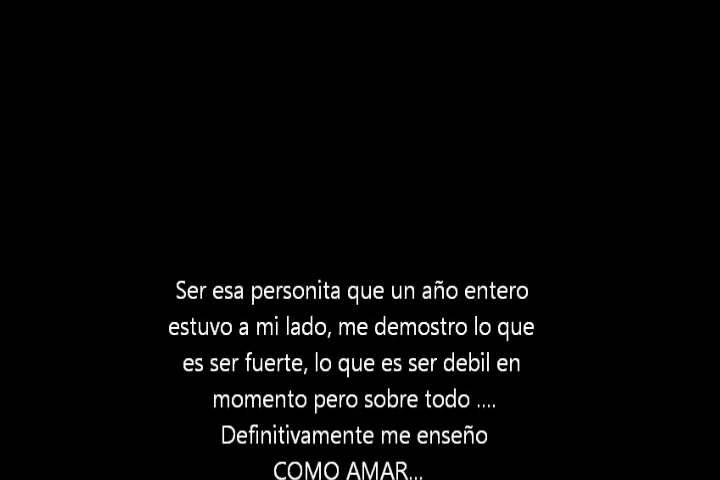 Ser esa personita que un año entero
estuvo a mi lado, me demostro lo que
es ser fuerte, lo que es ser debil en
momento pero sobre todo ....
Definitivamente me enseño
COMO AMAR...